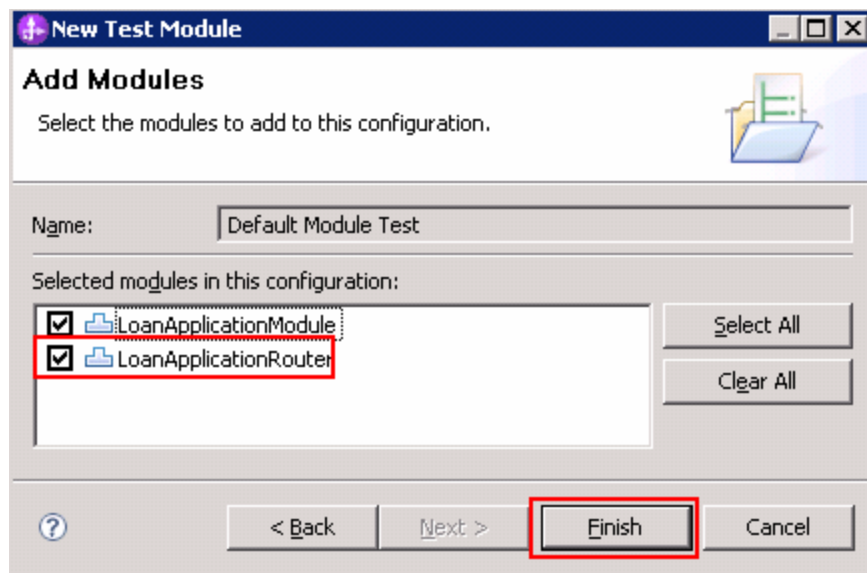 New Test Module
Add Modules
Select the modules to add to this configuration.
Name: Default Module Test
Selected modules in this configuration:
LoanApplicationModule
Select All
LoanApplicationRouter
Clear All
? < Back Next > Finish Cancel